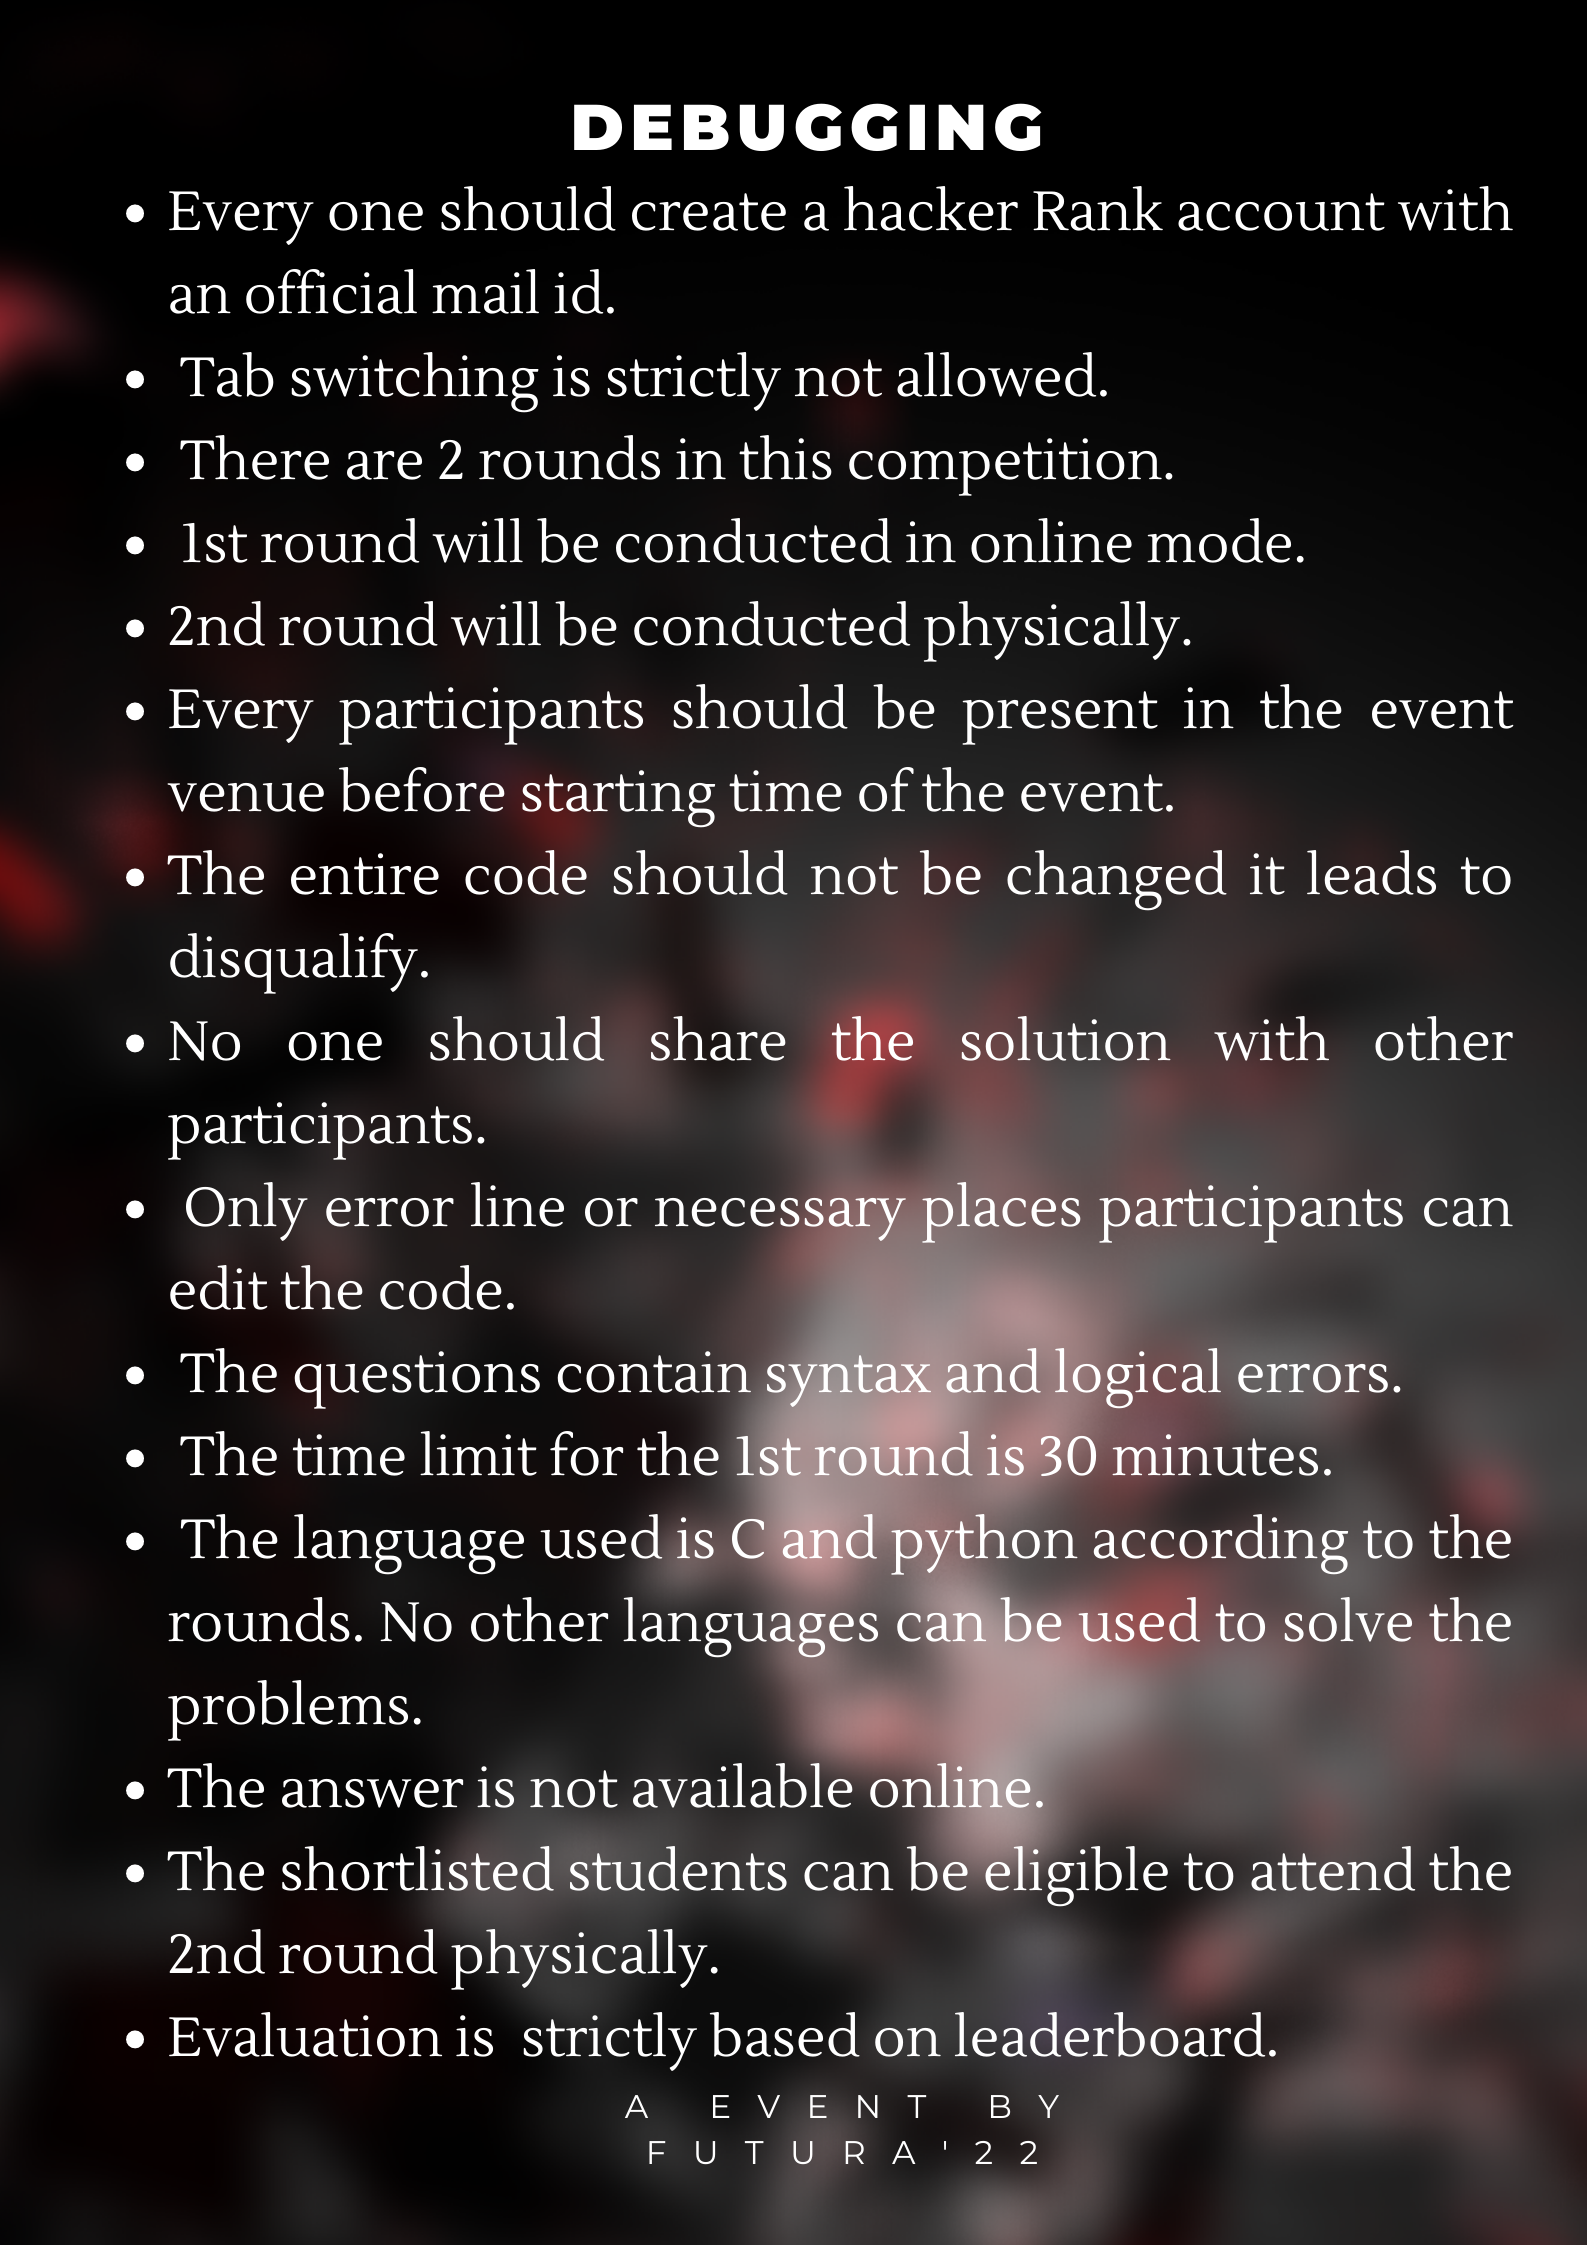 DEBUGGING
• Every one should create a hacker Rank account with
an official mail id.
• Tab switching is strictly not allowed.
• There are 2 rounds in this competition.
• 1st round will be conducted in online mode.
• 2nd round will be conducted physically.
• Every participants should be present in the event
venue before starting time of the event.
• The entire code should not be changed it leads to
disqualify.
• No one should share the solution with other
participants.
• Only error line or necessary places participants can
edit the code.
• The questions contain syntax and logical errors.
• The time limit for the 1st round is 30 minutes.
• The language used is C and python according to the
rounds. No other languages can be used to solve the
problems.
• The answer is not available online.
• The shortlisted students can be eligible to attend the
2nd round physically.
• Evaluation is  strictly based on leaderboard.
A EVENT BY
FUTURA'22